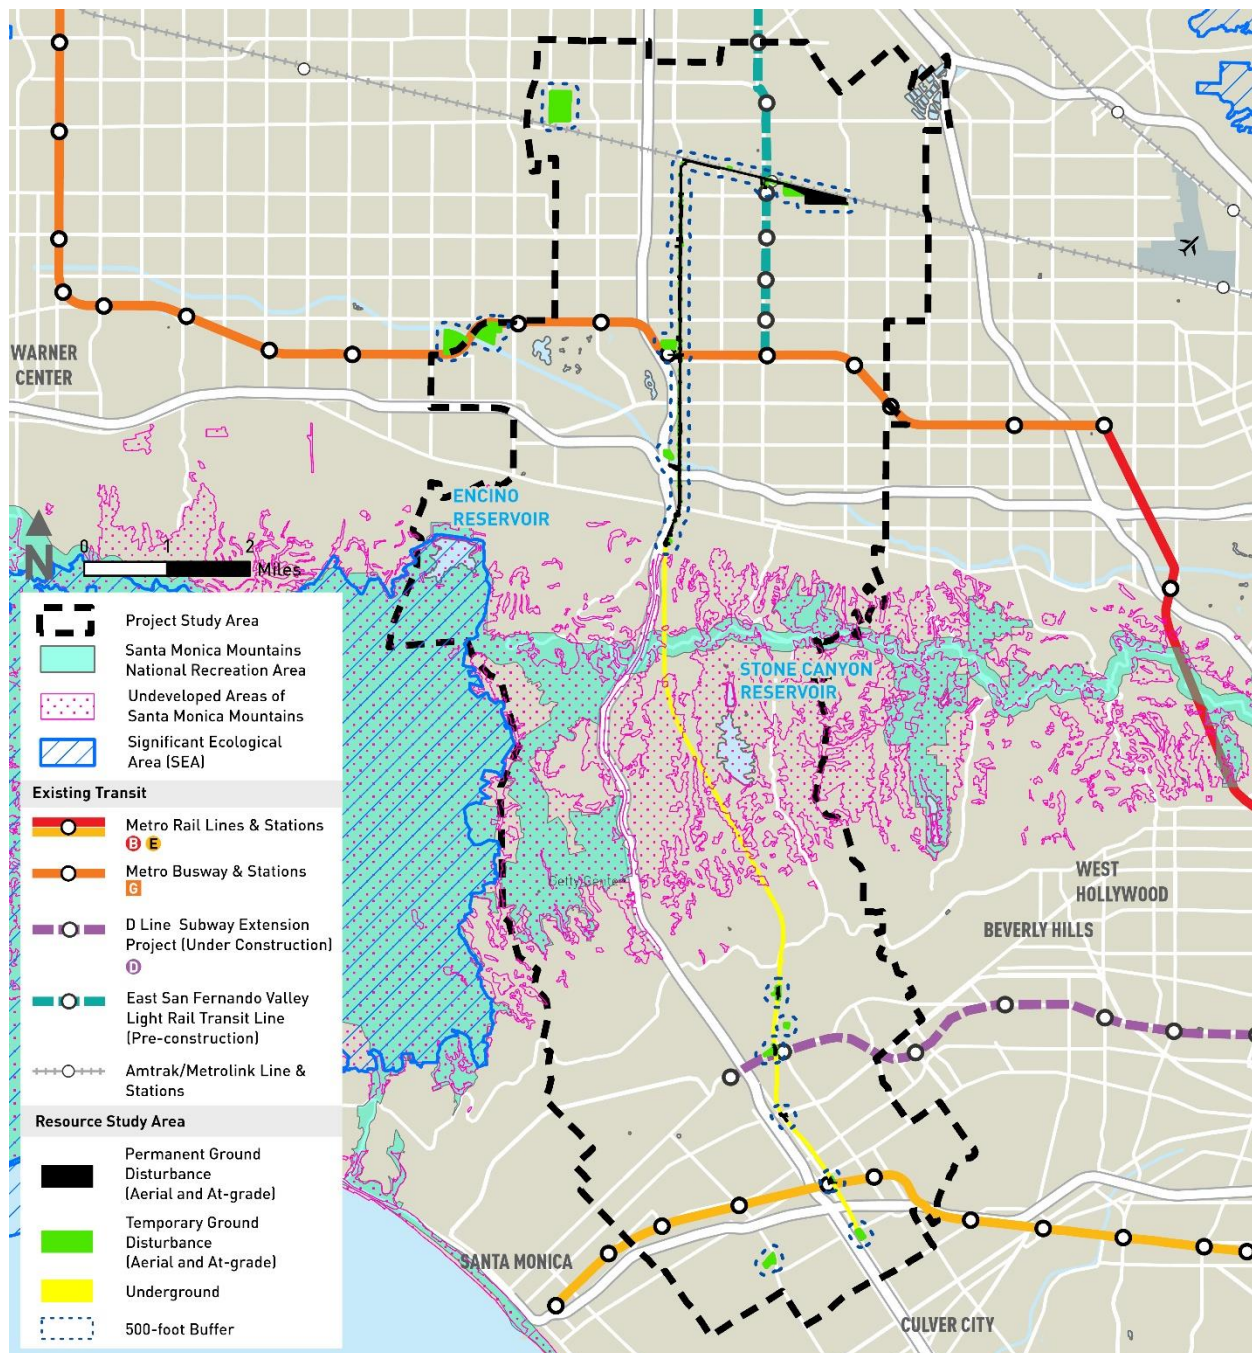 WARNER
CENTER
ENCINO
RESERVOIR
N
0 1 2
Miles
STONE CANYON
RESERVOIR
Getty Center
WEST
HOLLYWOOD
BEVERLY HILLS
SANTA MONICA
CULVER CITY
Project Study Area
Santa Monica Mountains
National Recreation Area
Undeveloped Areas of
Santa Monica Mountains
Significant Ecological
Area (SEA)
Existing Transit
Metro Rail Lines & Stations
B E
Metro Busway & Stations
G
D Line Subway Extension
Project (Under Construction)
D
East San Fernando Valley
Light Rail Transit Line
(Pre-construction)
Amtrak/Metrolink Line &
Stations
Resource Study Area
Permanent Ground
Disturbance
(Aerial and At-grade)
Temporary Ground
Disturbance
(Aerial and At-grade)
Underground
500-foot Buffer